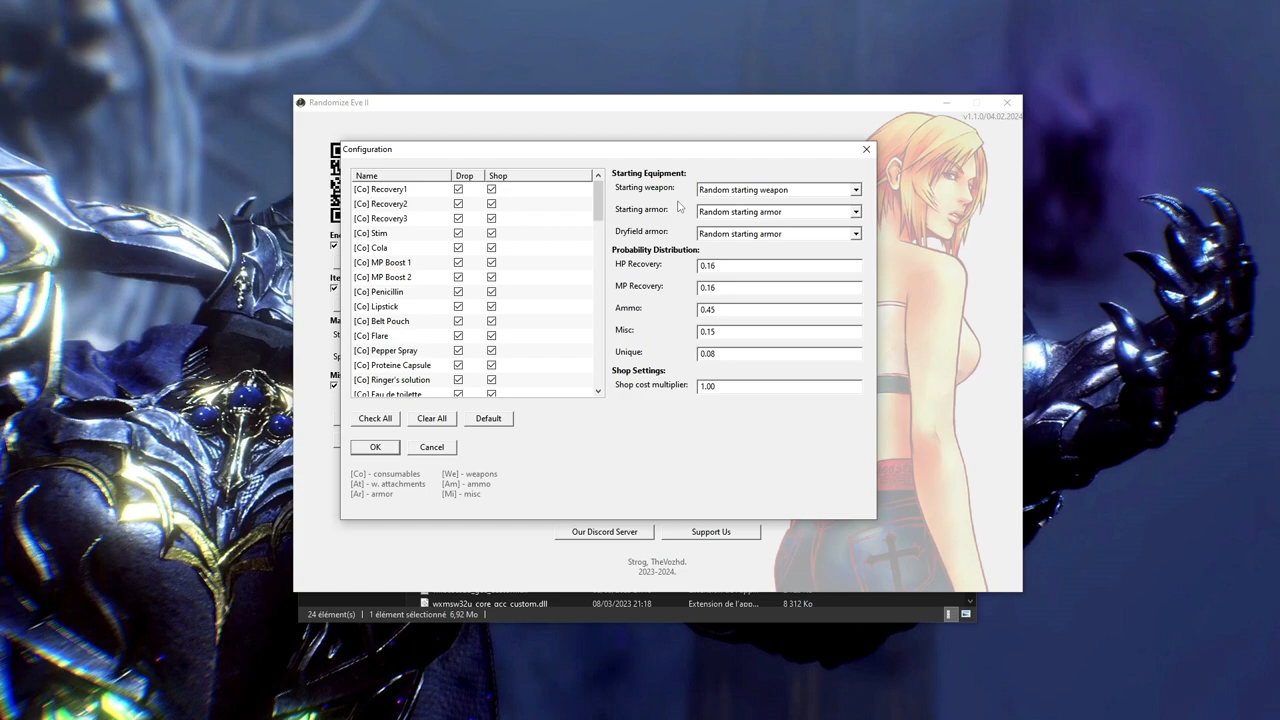 Randomize Eve II
v1.1.0/04.02.2024
Configuration
Name Drop Shop
[Co] Recovery1
[Co] Recovery2
[Co] Recovery3
[Co] Stim
[Co] Cola
[Co] MP Boost 1
[Co] MP Boost 2
[Co] Penicillin
[Co] Lipstick
[Co] Belt Pouch
[Co] Flare
[Co] Pepper Spray
[Co] Proteine Capsule
[Co] Ringer's solution
[Co] Eau de toilette
Check All Clear All Default
OK Cancel
[Co] - consumables [We] - weapons
[At] - w. attachments [Am] - ammo
[Ar] - armor [Mi] - misc
Starting Equipment:
Starting weapon: Random starting weapon
Starting armor: Random starting armor
Dryfield armor: Random starting armor
Probability Distribution:
HP Recovery: 0.16
MP Recovery: 0.16
Ammo: 0.45
Misc: 0.15
Unique: 0.08
Shop Settings:
Shop cost multiplier: 1.00
Our Discord Server Support Us
Strog, TheVozhd.
2023-2024.
wxmsw32u_core_gcc_custom.dll 08/03/2023 21:18 Extension de l'app... 8 312 Ko
24 élément(s) | 1 élément sélectionné 6,92 Mo |